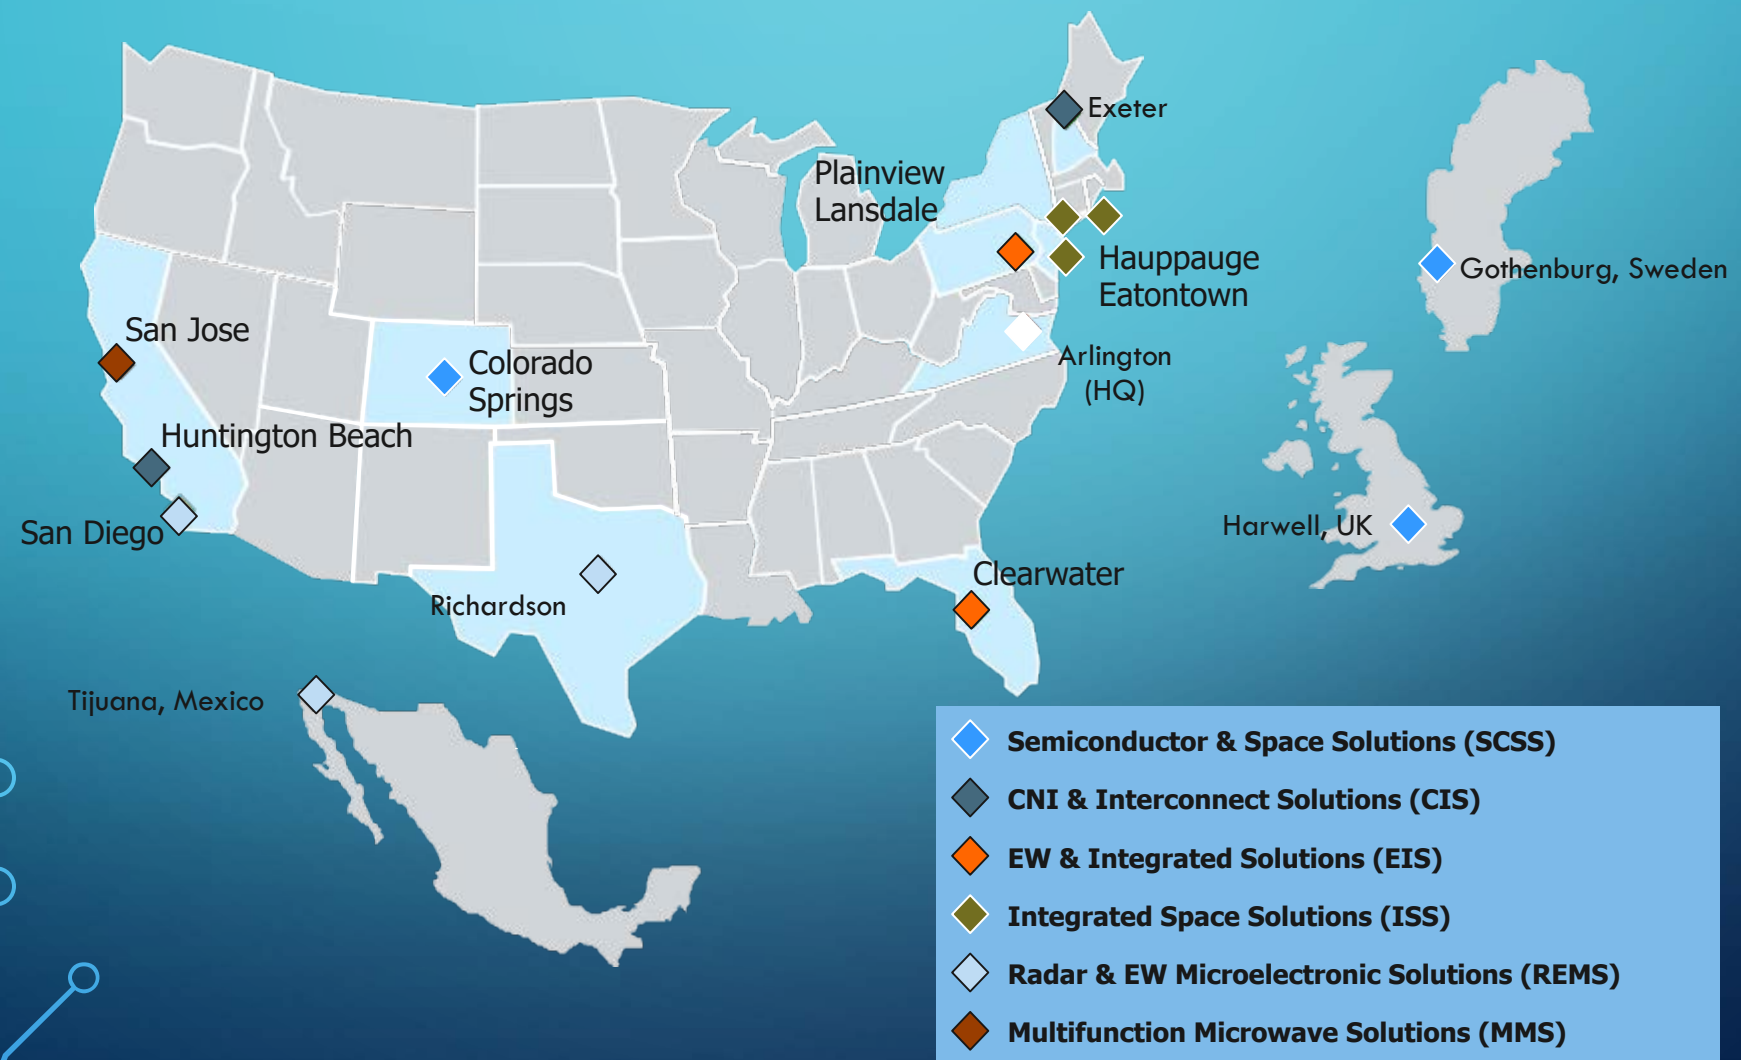 Exeter
Plainview
Lansdale
Hauppauge
Eatontown
Gothenburg, Sweden
San Jose
Colorado
Springs
Arlington
(HQ)
Huntington Beach
San Diego
Harwell, UK
Clearwater
Richardson
Tijuana, Mexico
Semiconductor & Space Solutions (SCSS)
CNI & Interconnect Solutions (CIS)
EW & Integrated Solutions (EIS)
Integrated Space Solutions (ISS)
Radar & EW Microelectronic Solutions (REMS)
Multifunction Microwave Solutions (MMS)